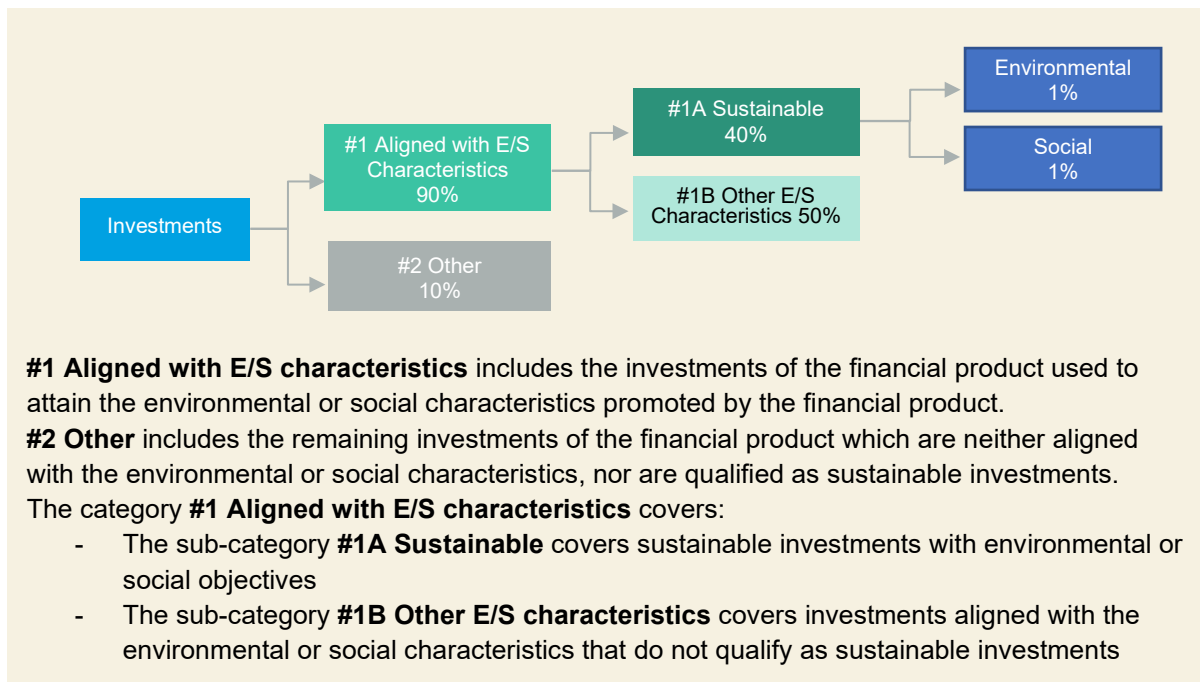 Investments
#1 Aligned with E/S
Characteristics
90%
#2 Other
10%
#1A Sustainable
40%
#1B Other E/S
Characteristics 50%
Environmental
1%
Social
1%
#1 Aligned with E/S characteristics includes the investments of the financial product used to
attain the environmental or social characteristics promoted by the financial product.
#2 Other includes the remaining investments of the financial product which are neither aligned
with the environmental or social characteristics, nor are qualified as sustainable investments.
The category #1 Aligned with E/S characteristics covers:
- The sub-category #1A Sustainable covers sustainable investments with environmental or
social objectives
- The sub-category #1B Other E/S characteristics covers investments aligned with the
environmental or social characteristics that do not qualify as sustainable investments